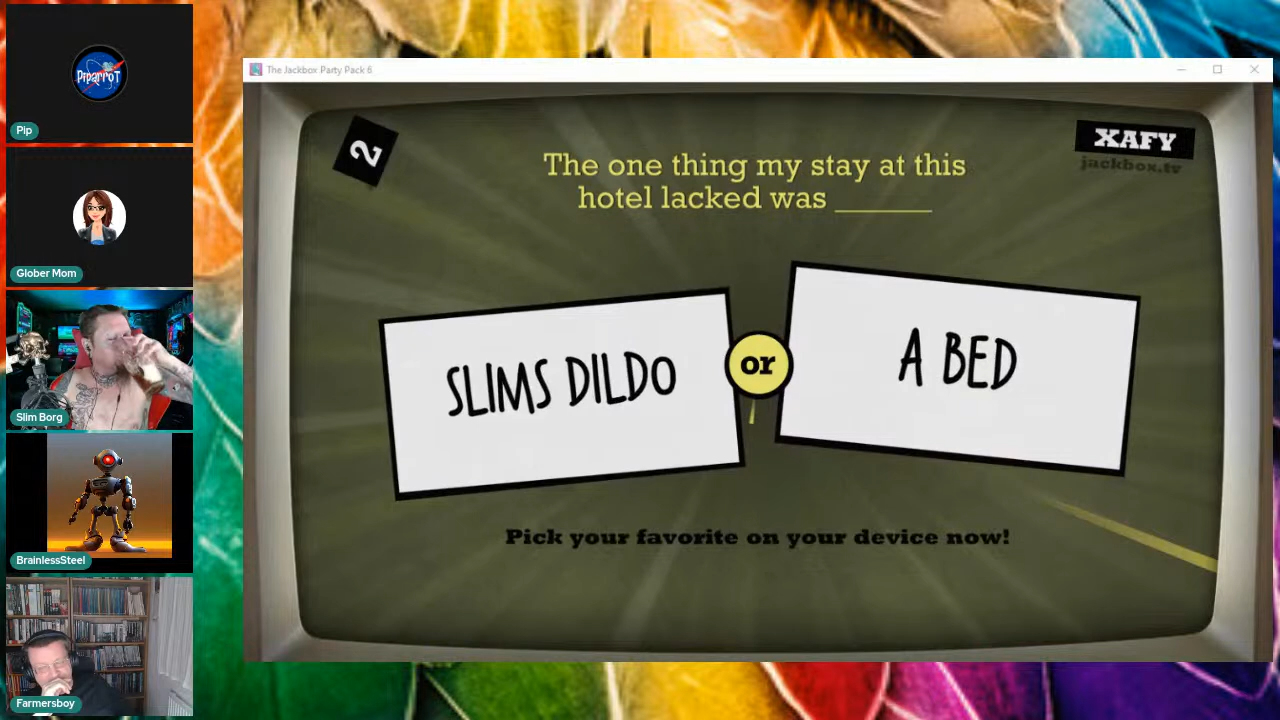 PiparroT
Pip
Glober Mom
Slim Borg
BrainlessSteel
Farmersboy
The Jackbox Party Pack 6
2
XAFY
jackbox.tv
The one thing my stay at this
hotel lacked was ______
SLIMS DILDO
or
A BED
Pick your favorite on your device now!